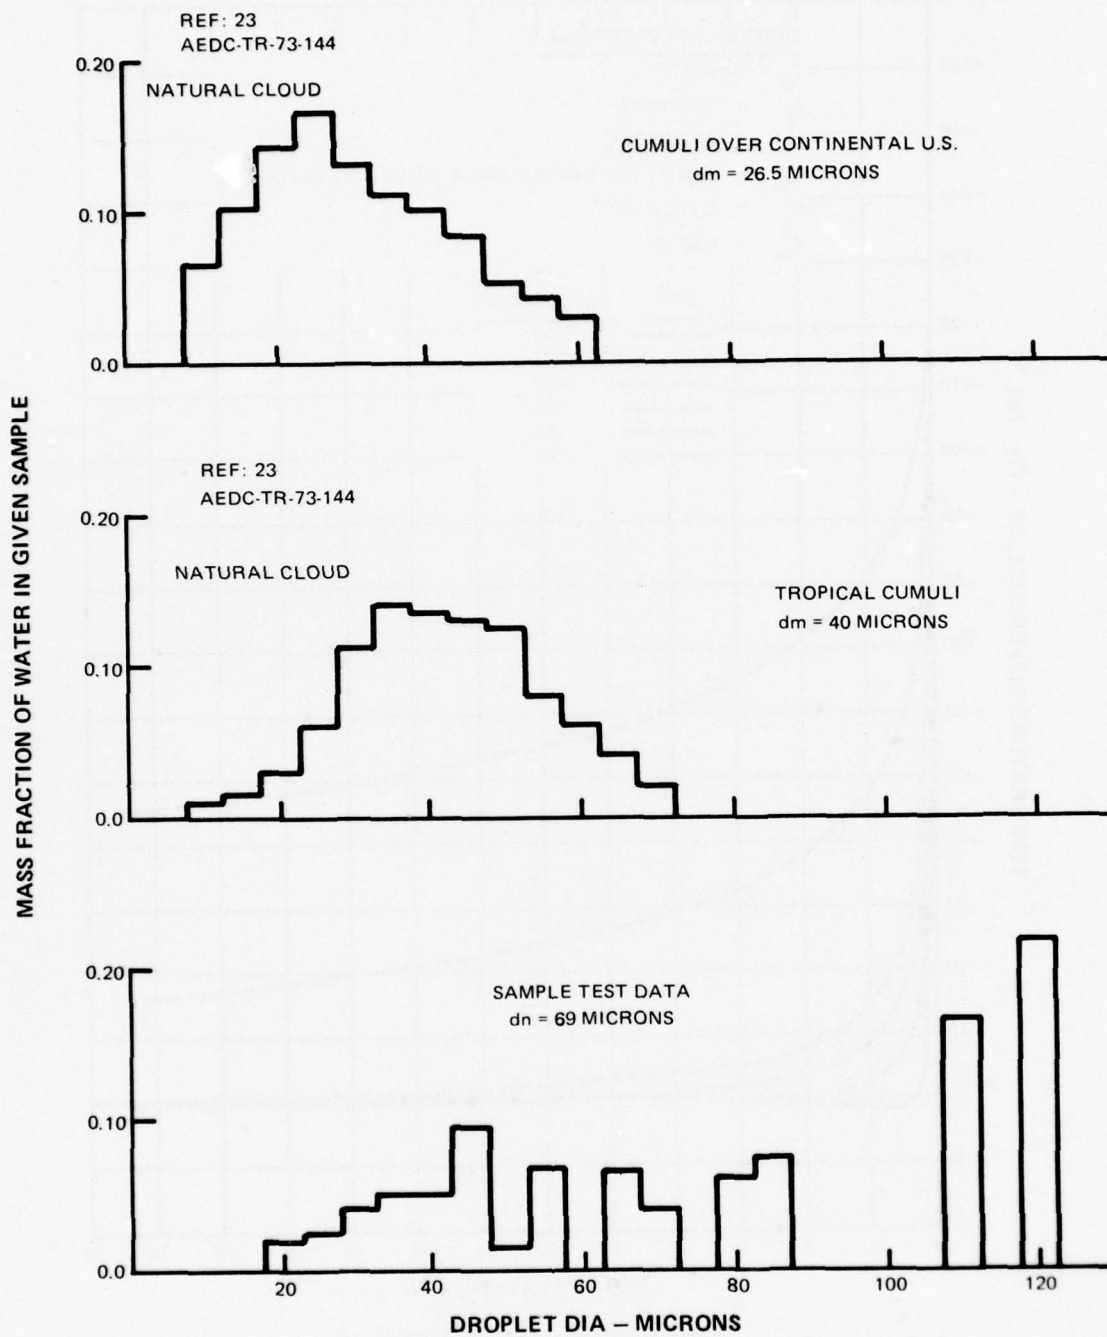 REF: 23
AEDC-TR-73-144
0.20
NATURAL CLOUD
CUMULI OVER CONTINENTAL U.S.
dm = 26.5 MICRONS
0.10
0.0
MASS FRACTION OF WATER IN GIVEN SAMPLE
REF: 23
AEDC-TR-73-144
0.20
NATURAL CLOUD
TROPICAL CUMULI
dm = 40 MICRONS
0.10
0.0
0.20
SAMPLE TEST DATA
dn = 69 MICRONS
0.10
0.0
20 40 60 80 100 120
DROPLET DIA – MICRONS